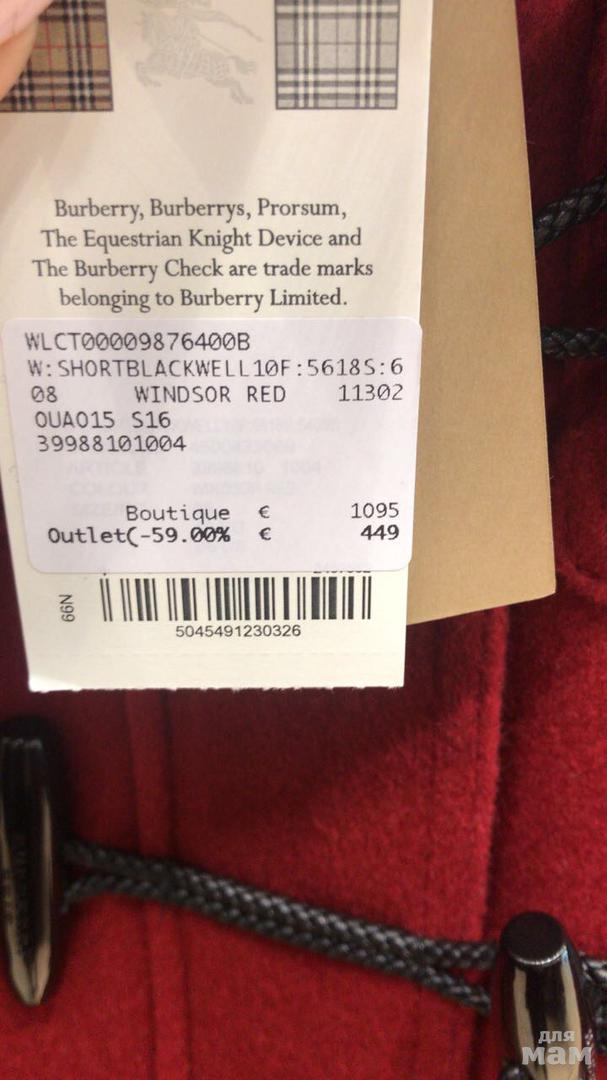 Burberry, Burberrys, Prorsum,
The Equestrian Knight Device and
The Burberry Check are trade marks
belonging to Burberry Limited.
WLCT00009876400B
W:SHORTBLACKWELL10F:5618S:6
08 WINDSOR RED 11302
OUA015 S16
39988101004
Boutique € 1095
Outlet(-59.00% € 449
66N
5045491230326
для
мам